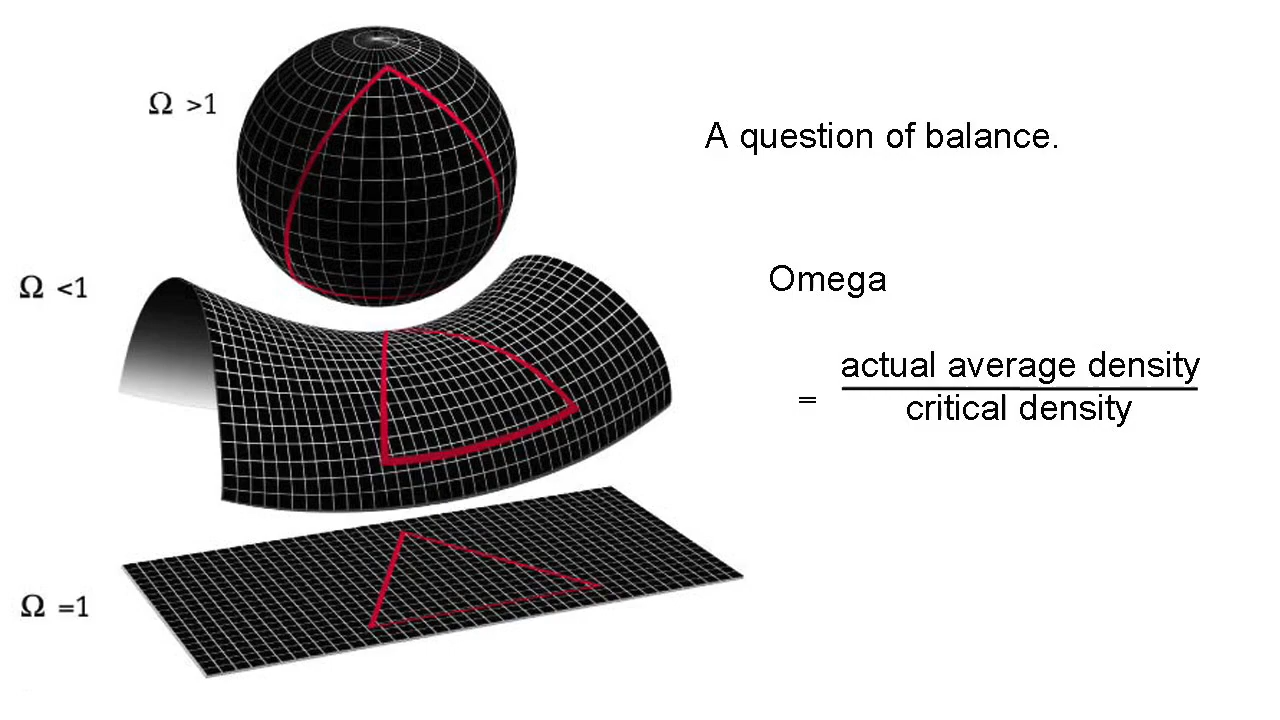 Ω >1
A question of balance.
Ω <1
Omega
= actual average density
critical density
Ω =1